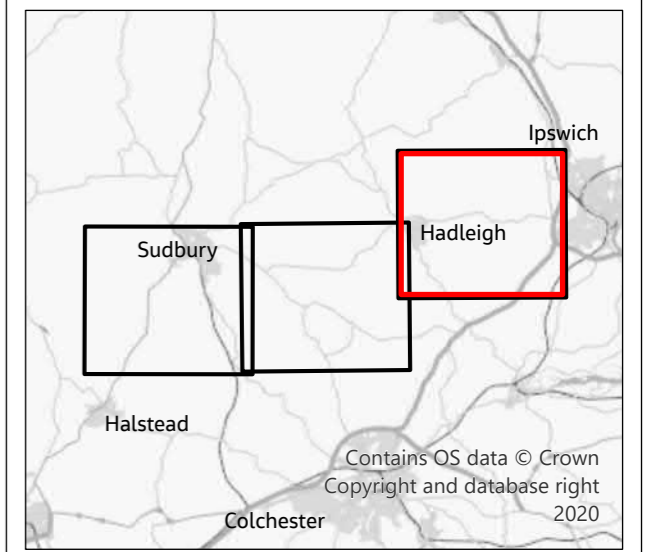 Ipswich
Hadleigh
Sudbury
Halstead
Contains OS data © Crown
Copyright and database right
2020
Colchester